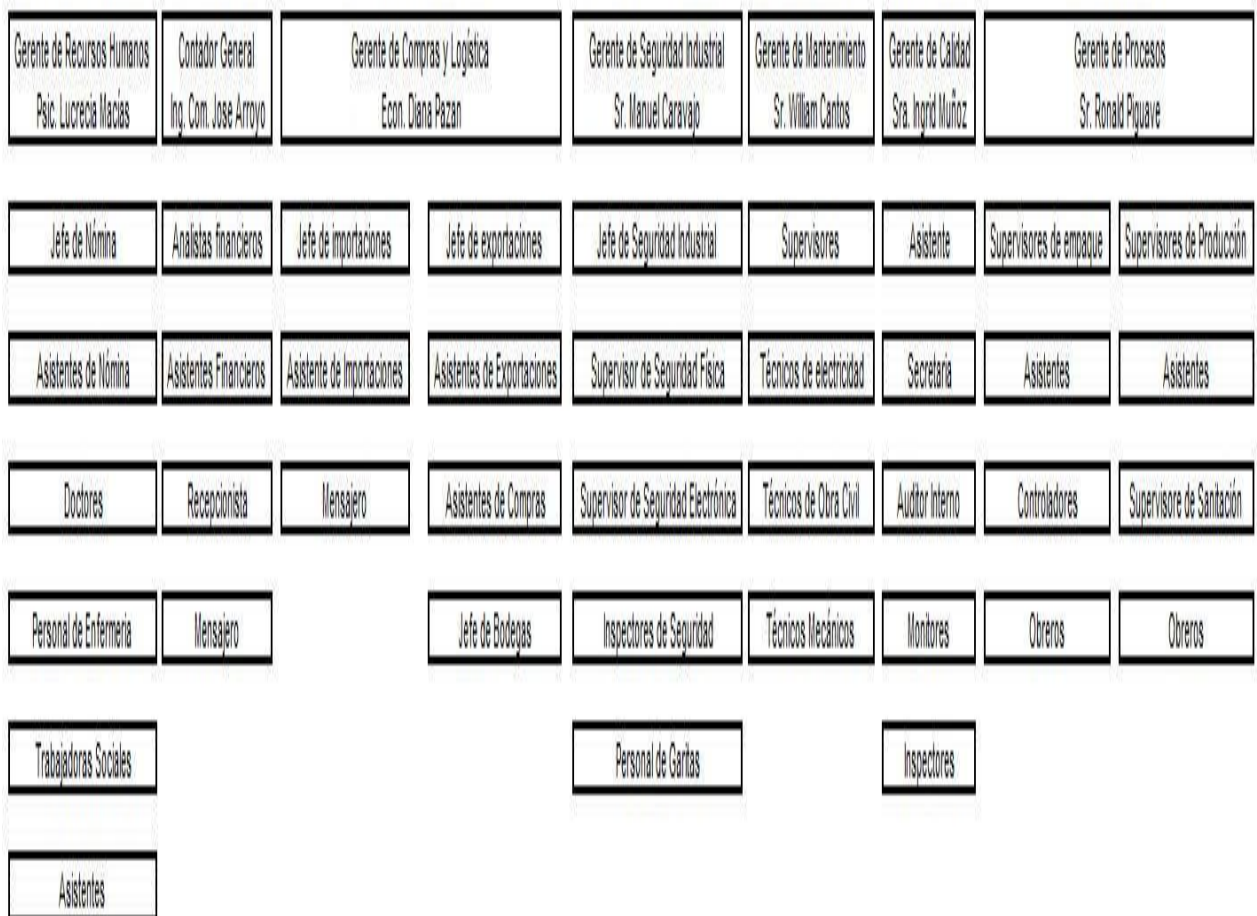 Gerente de Recursos Humanos
Psic. Lucrecia Macías
Contador General
Ing. Com. Jose Arroyo
Gerente de Compras y Logística
Econ. Diana Pazan
Gerente de Seguridad Industrial
Sr. Manuel Caravajo
Gerente de Mantenimiento
Sr. William Cantos
Gerente de Calidad
Sra. Ingrid Muñoz
Gerente de Procesos
Sr. Ronald Piguave
Jefe de Nómina
Analistas financieros
Jefe de importaciones
Jefe de exportaciones
Jefe de Seguridad Industrial
Supervisores
Asistente
Supervisores de empaque
Supervisores de Producción
Asistentes de Nómina
Asistentes Financieros
Asistente de Importaciones
Asistentes de Exportaciones
Supervisor de Seguridad Física
Técnicos de electricidad
Secretaria
Asistentes
Asistentes
Doctores
Recepcionista
Mensajero
Asistentes de Compras
Supervisor de Seguridad Electrónica
Técnicos de Obra Civil
Auditor Interno
Controladores
Supervisore de Sanitación
Personal de Enfermeria
Mensajero
Jefe de Bodegas
Inspectores de Seguridad
Técnicos Mecánicos
Monitores
Obreros
Obreros
Trabajadoras Sociales
Personal de Garitas
Inspectores
Asistentes